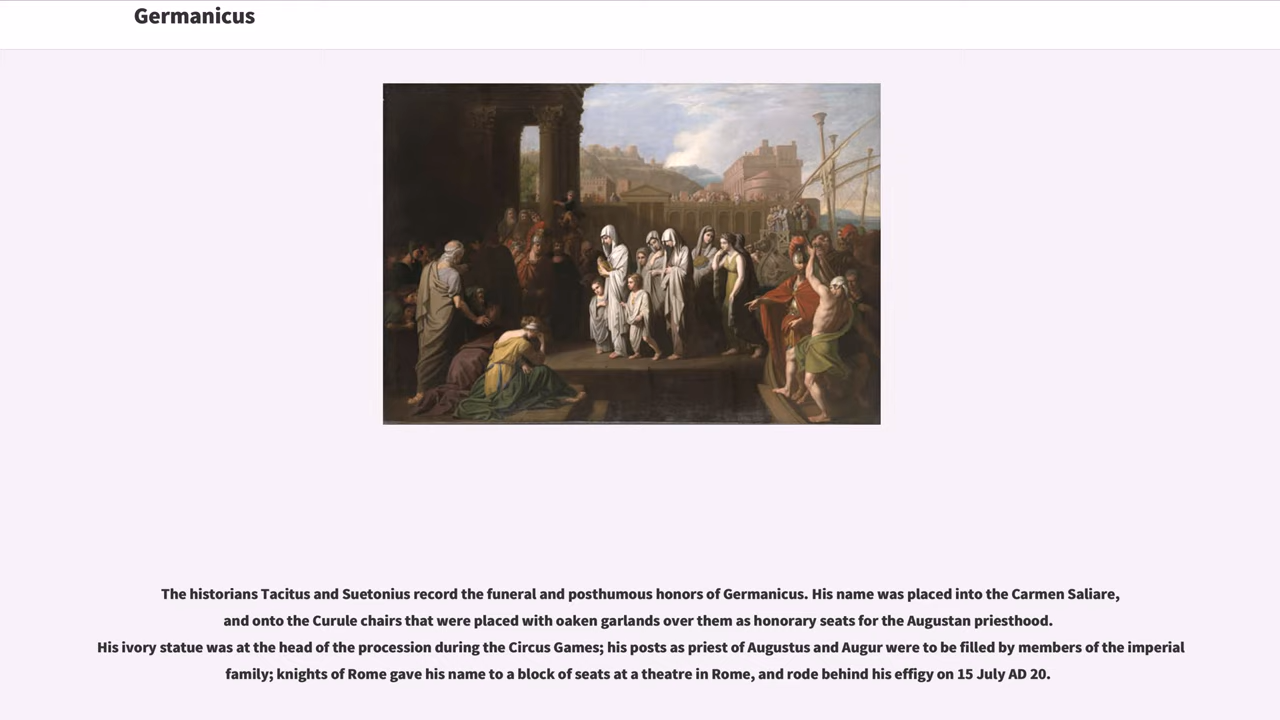 Germanicus
The historians Tacitus and Suetonius record the funeral and posthumous honors of Germanicus. His name was placed into the Carmen Saliare,
and onto the Curule chairs that were placed with oaken garlands over them as honorary seats for the Augustan priesthood.
His ivory statue was at the head of the procession during the Circus Games; his posts as priest of Augustus and Augur were to be filled by members of the imperial
family; knights of Rome gave his name to a block of seats at a theatre in Rome, and rode behind his effigy on 15 July AD 20.